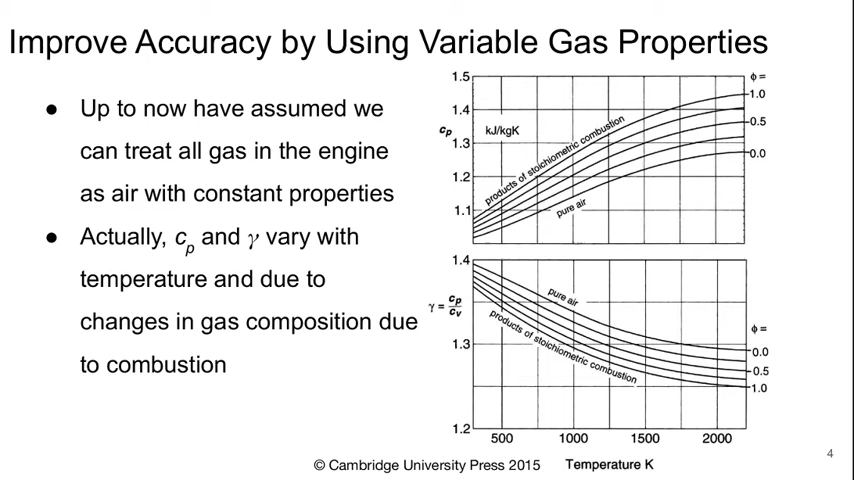 Improve Accuracy by Using Variable Gas Properties
● Up to now have assumed we
can treat all gas in the engine
as air with constant properties
● Actually, cp and γ vary with
temperature and due to
changes in gas composition due
to combustion
1.5
1.4
cp
1.3
1.2
1.1
kJ/kgK
products of stoichiometric combustion
pure air
ϕ =
1.0
0.5
0.0
1.4
γ = cp/cv
1.3
1.2
pure air
products of stoichiometric combustion
ϕ =
0.0
0.5
1.0
500 1000 1500 2000
Temperature K
© Cambridge University Press 2015
4